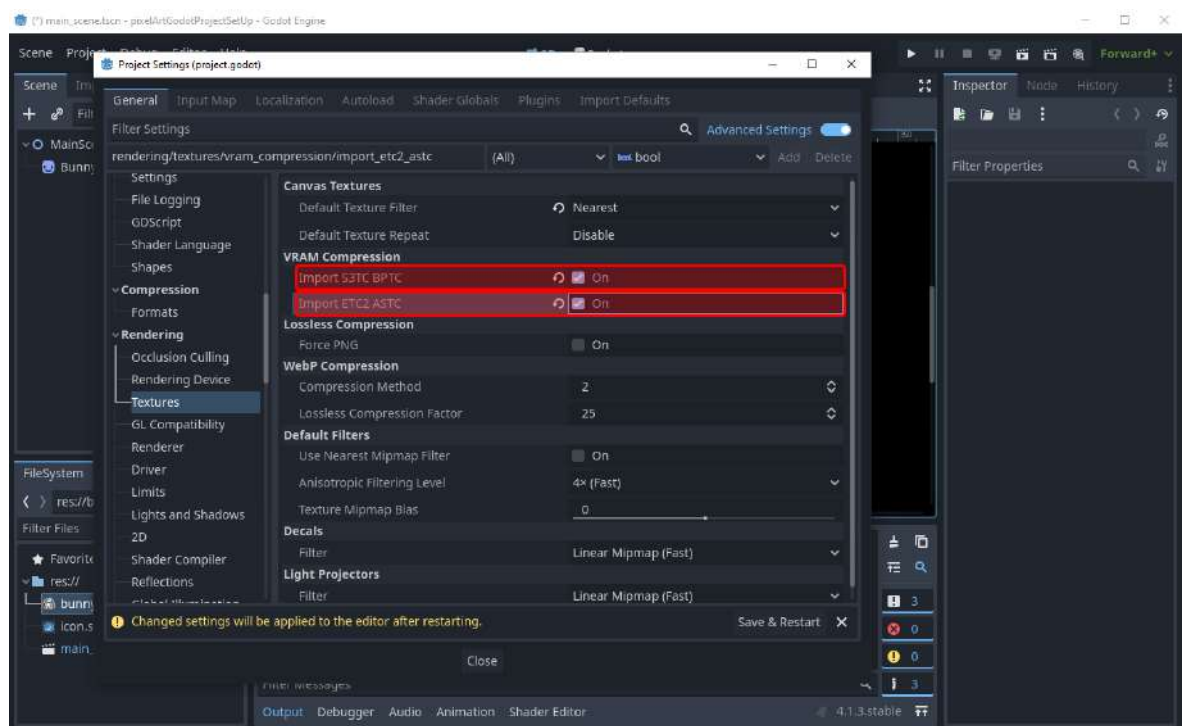 (*) main_scene.tscn - pixelArtGodotProjectSetUp - Godot Engine
Scene
Project Settings (project.godot)
Forward+
Scene
General Input Map Localization Autoload Shader Globals Plugins Import Defaults
Inspector Node History
Filter Settings
Advanced Settings
rendering/textures/vram_compression/import_etc2_astc (All) bool Add Delete
Filter Properties
Settings
Canvas Textures
File Logging
Default Texture Filter Nearest
GDScript
Default Texture Repeat Disable
Shader Language
VRAM Compression
Shapes
Import S3TC BPTC On
Compression
Import ETC2 ASTC On
Formats
Lossless Compression
Rendering
Force PNG On
Occlusion Culling
WebP Compression
Rendering Device
Compression Method 2
Textures
Lossless Compression Factor 25
GL Compatibility
Default Filters
Renderer
Use Nearest Mipmap Filter On
Driver
Anisotropic Filtering Level 4× (Fast)
FileSystem
Limits
Texture Mipmap Bias 0
res://b
Lights and Shadows
Filter Files
2D
Decals
Shader Compiler
Filter Linear Mipmap (Fast)
res://
Reflections
Light Projectors
Filter Linear Mipmap (Fast)
3
Changed settings will be applied to the editor after restarting. Save & Restart
0
Close
0
Filter Messages
3
Output Debugger Audio Animation Shader Editor 4.1.3.stable